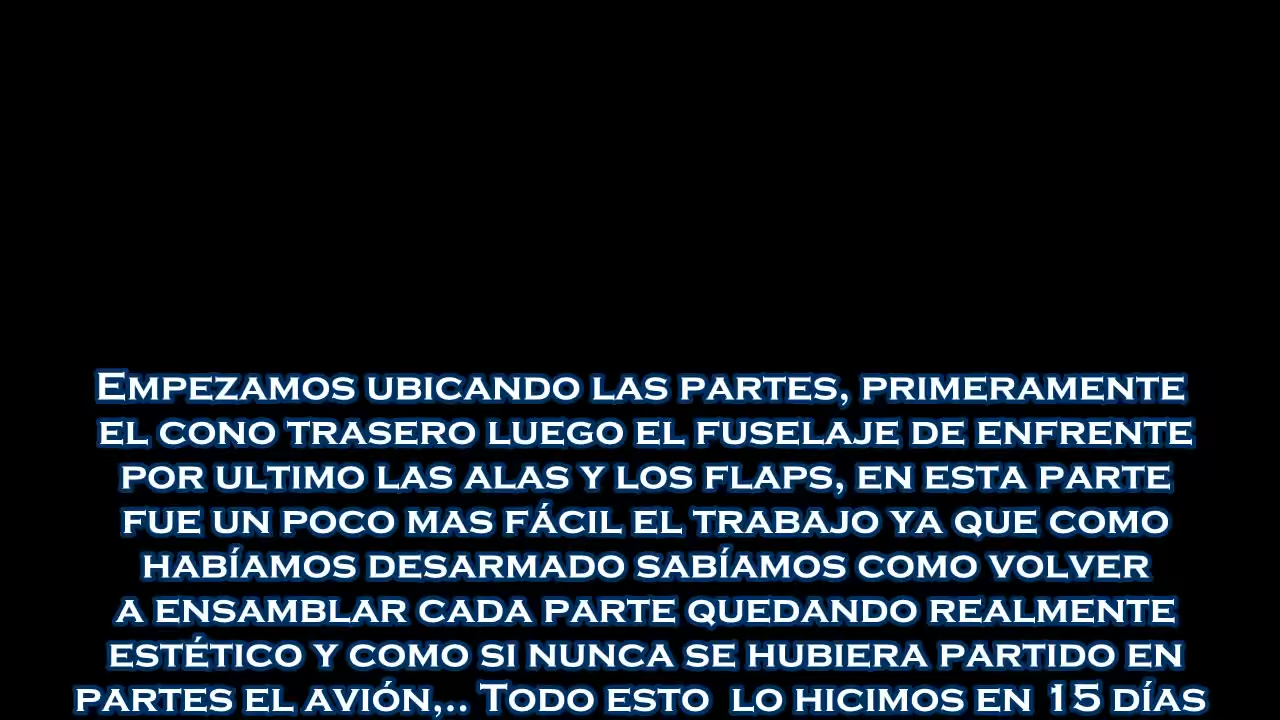 Empezamos ubicando las partes, primeramente
el cono trasero luego el fuselaje de enfrente
por ultimo las alas y los flaps, en esta parte
fue un poco mas fácil el trabajo ya que como
habíamos desarmado sabíamos como volver
a ensamblar cada parte quedando realmente
estético y como si nunca se hubiera partido en
partes el avión,.. Todo esto  lo hicimos en 15 días